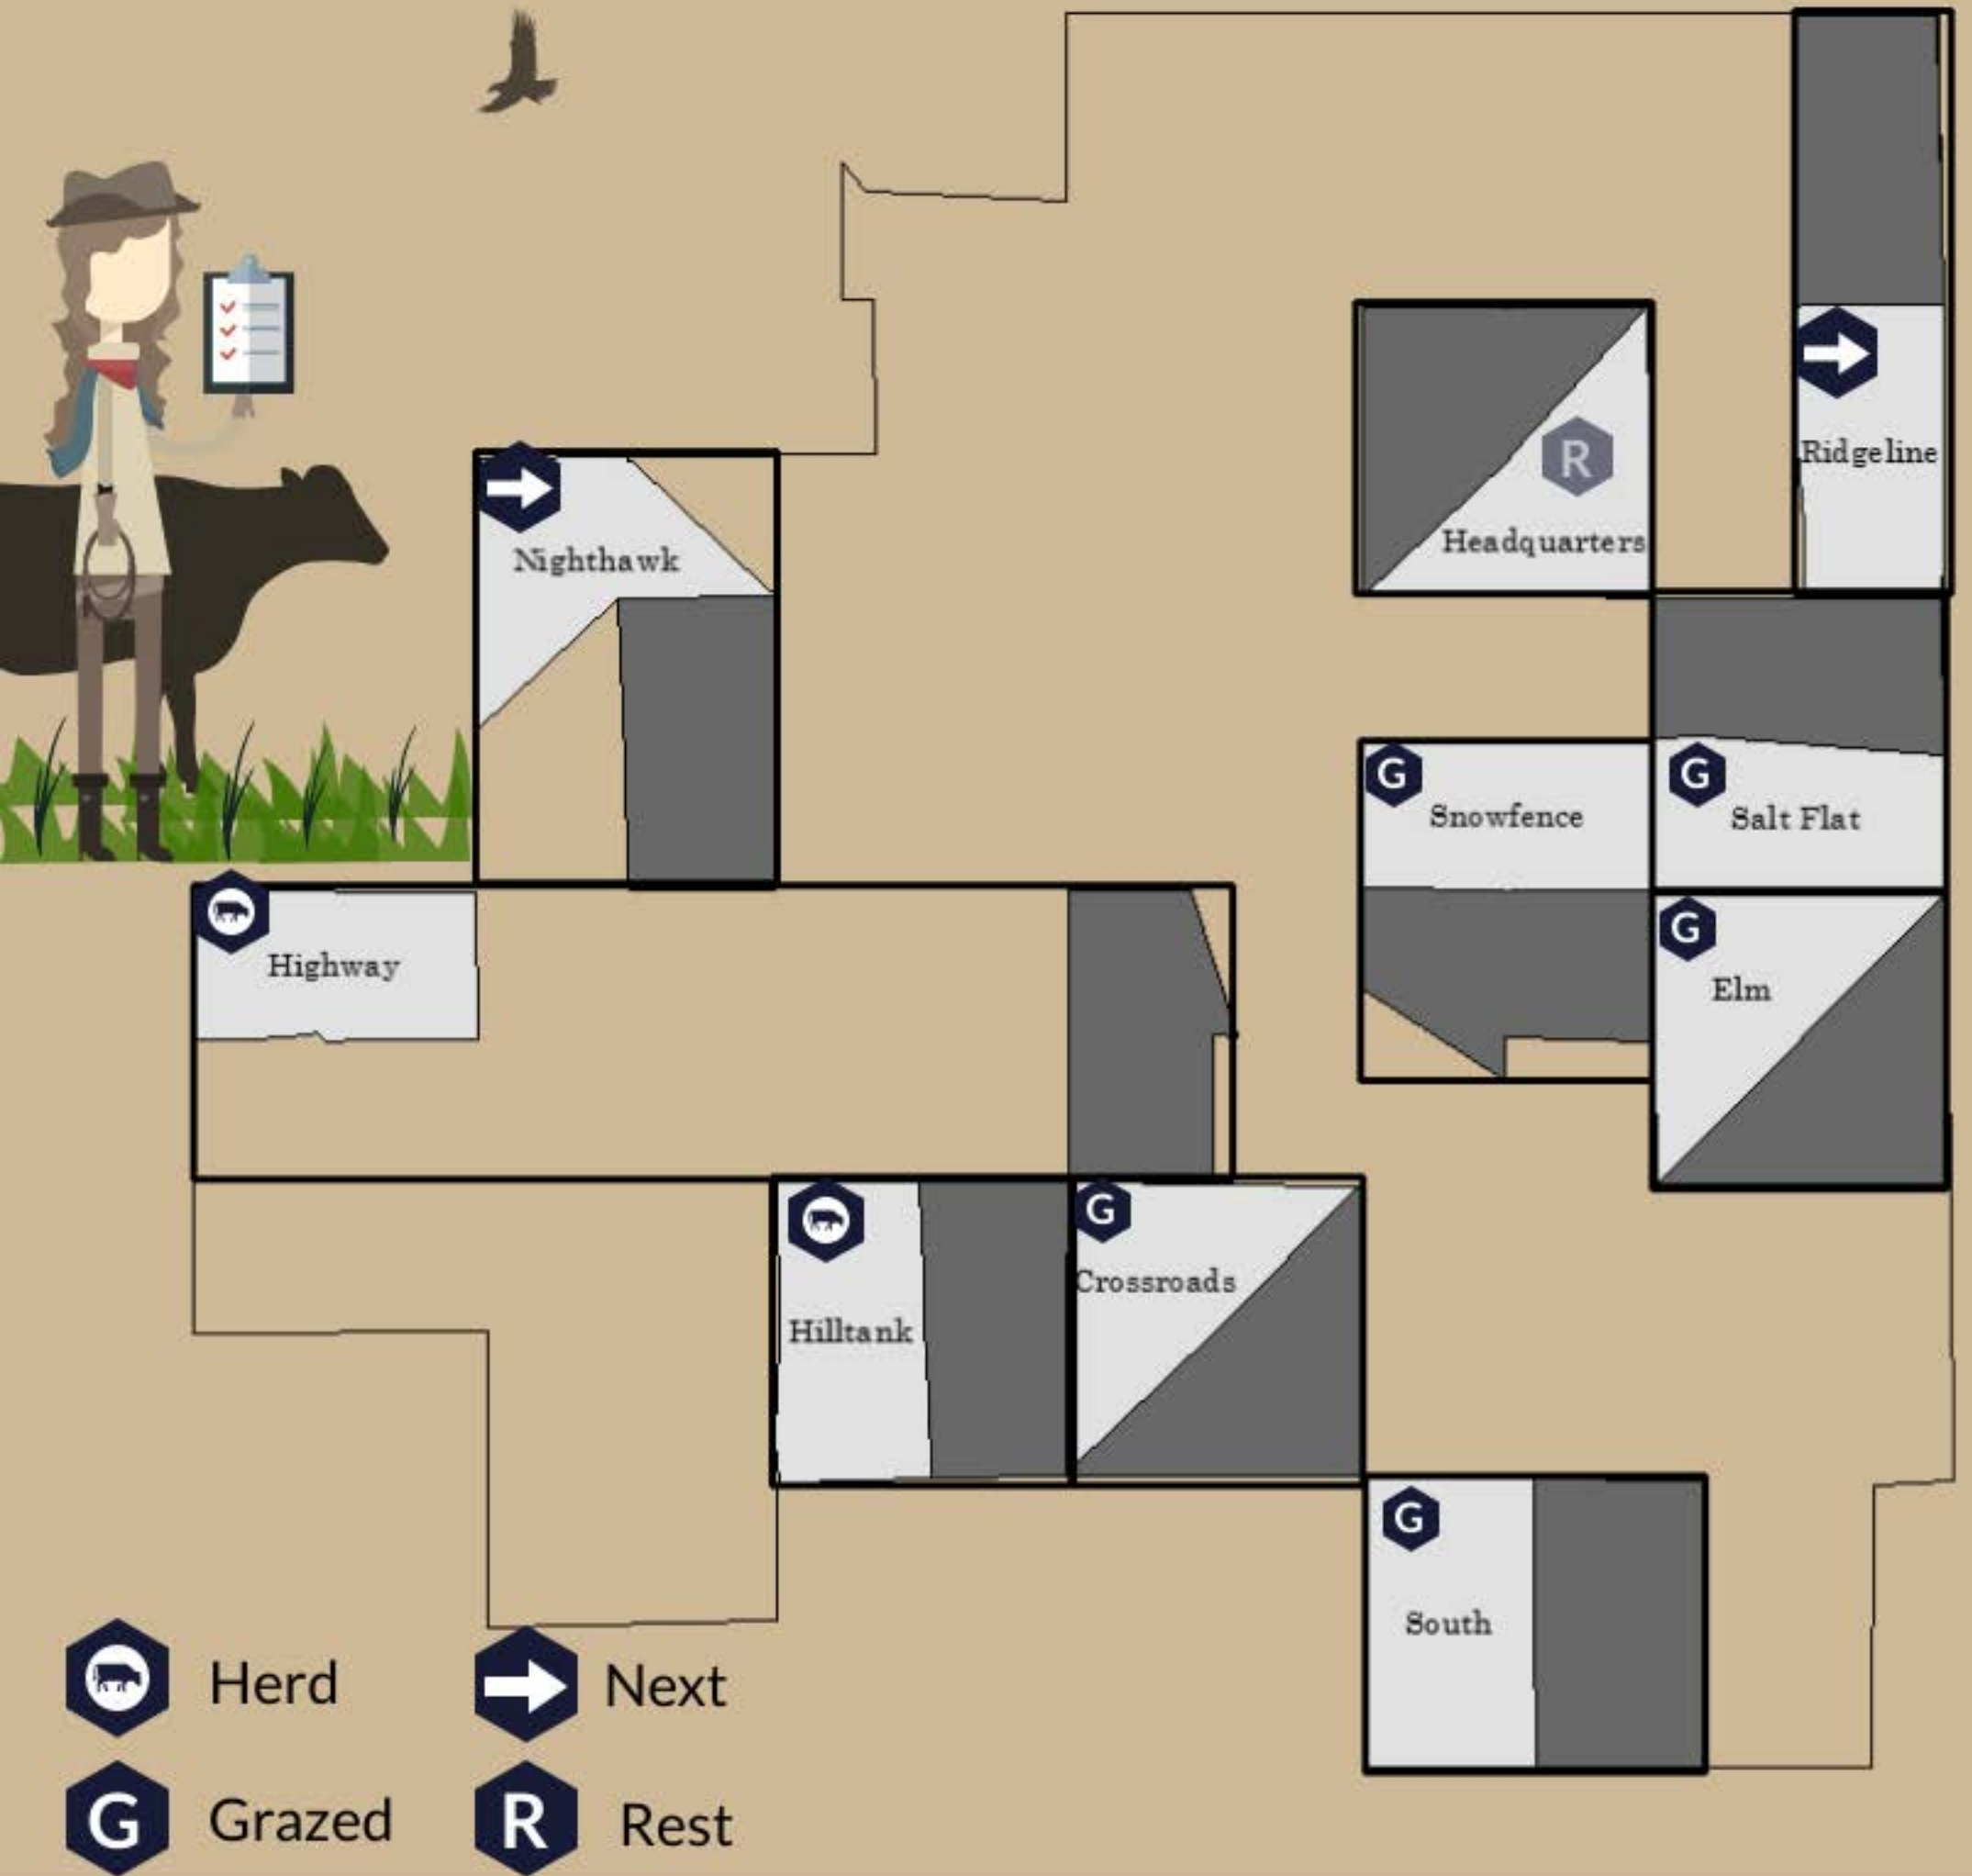 R
Ridgeline
Headquarters
Nighthawk
G
Snowfence
G
Salt Flat
G
Elm
Highway
G
Crossroads
Hilltank
G
South
Herd
Next
G
Grazed
R
Rest